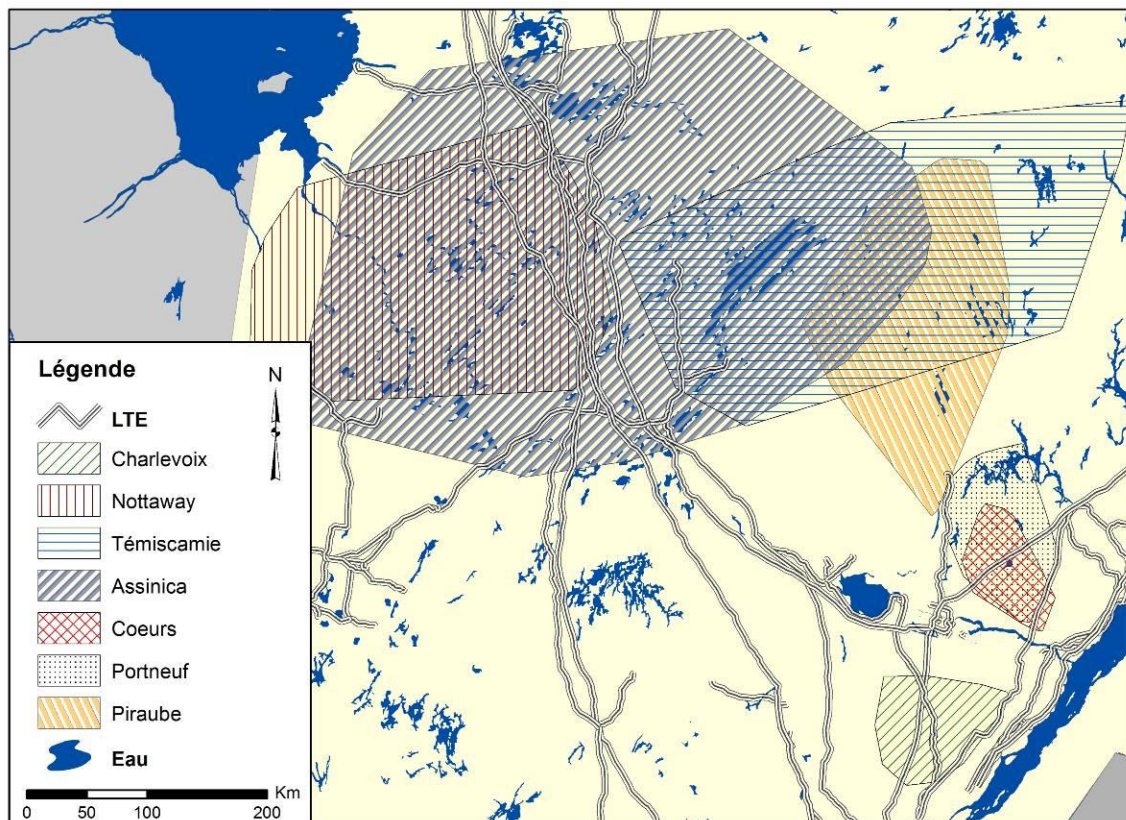 Légende
N
LTE
Charlevoix
Nottaway
Témiscamie
Assinica
Coeurs
Portneuf
Piraube
Eau
Km
0 50 100 200